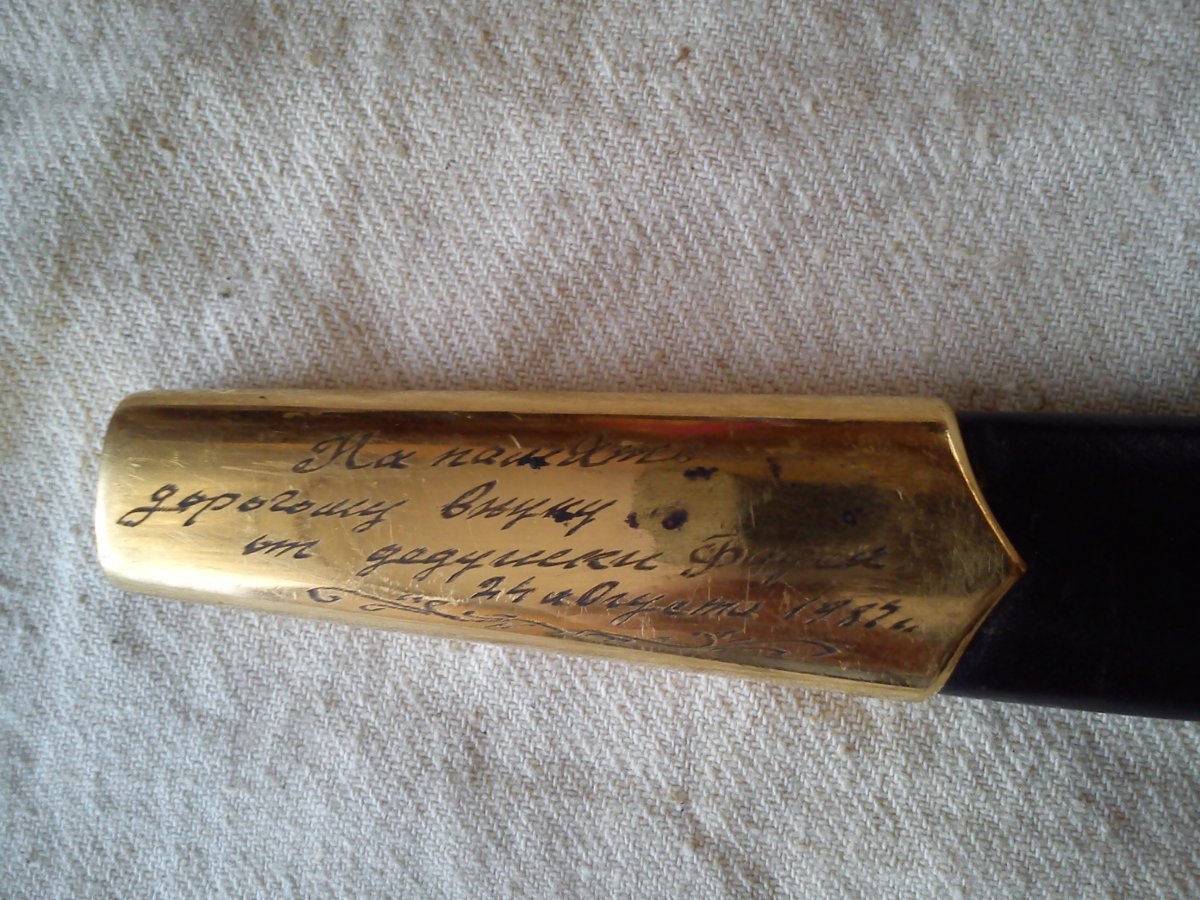 На память
дорогому внуку
от дедушки
24 августа